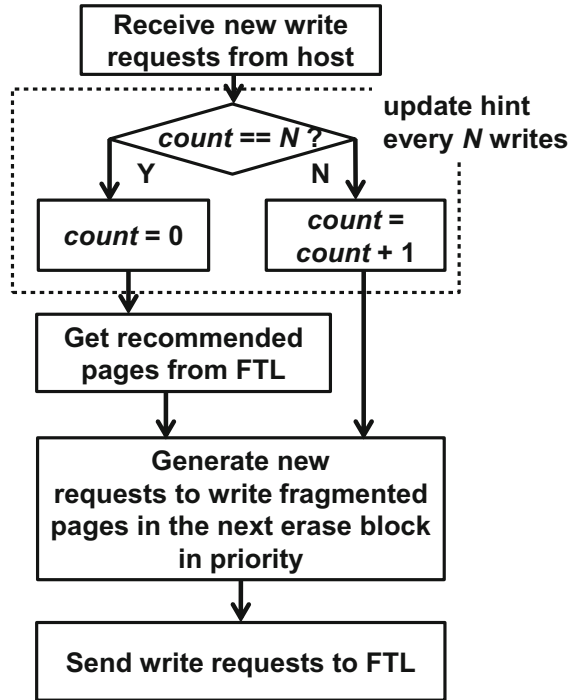 Receive new write
requests from host
update hint
every N writes
count == N ?
Y
N
count = 0
count =
count + 1
Get recommended
pages from FTL
Generate new
requests to write fragmented
pages in the next erase block
in priority
Send write requests to FTL